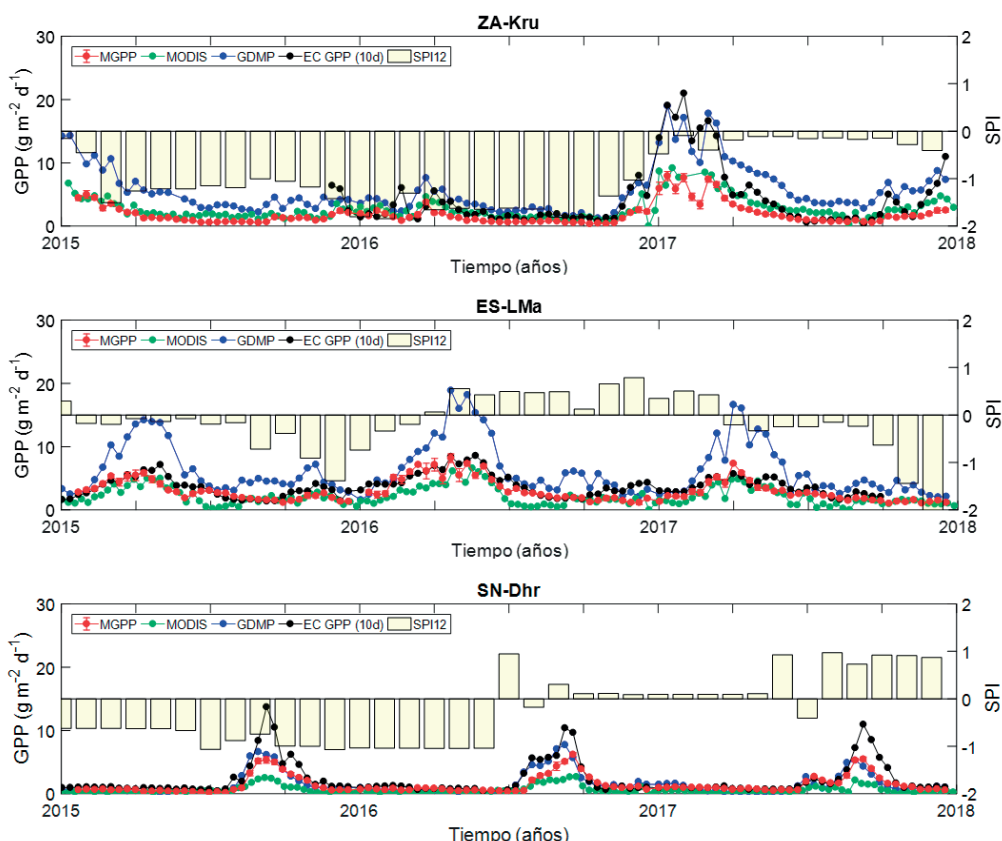 ZA-Kru
30
20
10
0
GPP (g m-2 d-1)
MGPP MODIS GDMP EC GPP (10d) SPI12
2
1
0
-1
-2
SPI
2015 2016 2017 2018
Tiempo (años)
ES-LMa
30
20
10
0
GPP (g m-2 d-1)
MGPP MODIS GDMP EC GPP (10d) SPI12
2
1
0
-1
-2
SPI
2015 2016 2017 2018
Tiempo (años)
SN-Dhr
30
20
10
0
GPP (g m-2 d-1)
MGPP MODIS GDMP EC GPP (10d) SPI12
2
1
0
-1
-2
SPI
2015 2016 2017 2018
Tiempo (años)